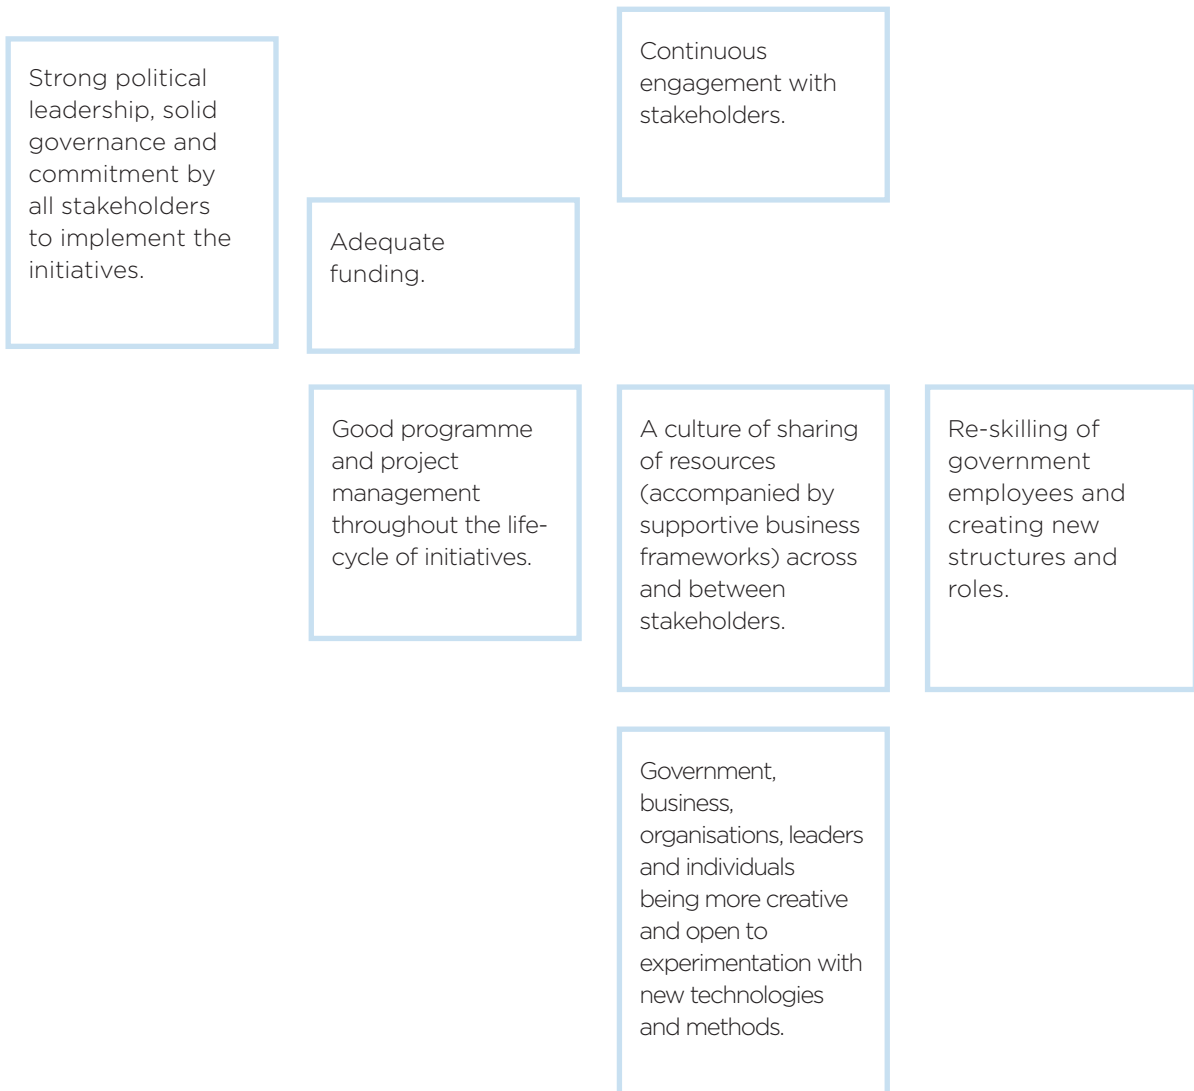 Strong political
leadership, solid
governance and
commitment by
all stakeholders
to implement the
initiatives.
Adequate
funding.
Continuous
engagement with
stakeholders.
Good programme
and project
management
throughout the life-
cycle of initiatives.
A culture of sharing
of resources
(accompanied by
supportive business
frameworks) across
and between
stakeholders.
Re-skilling of
government
employees and
creating new
structures and
roles.
Government,
business,
organisations, leaders
and individuals
being more creative
and open to
experimentation with
new technologies
and methods.